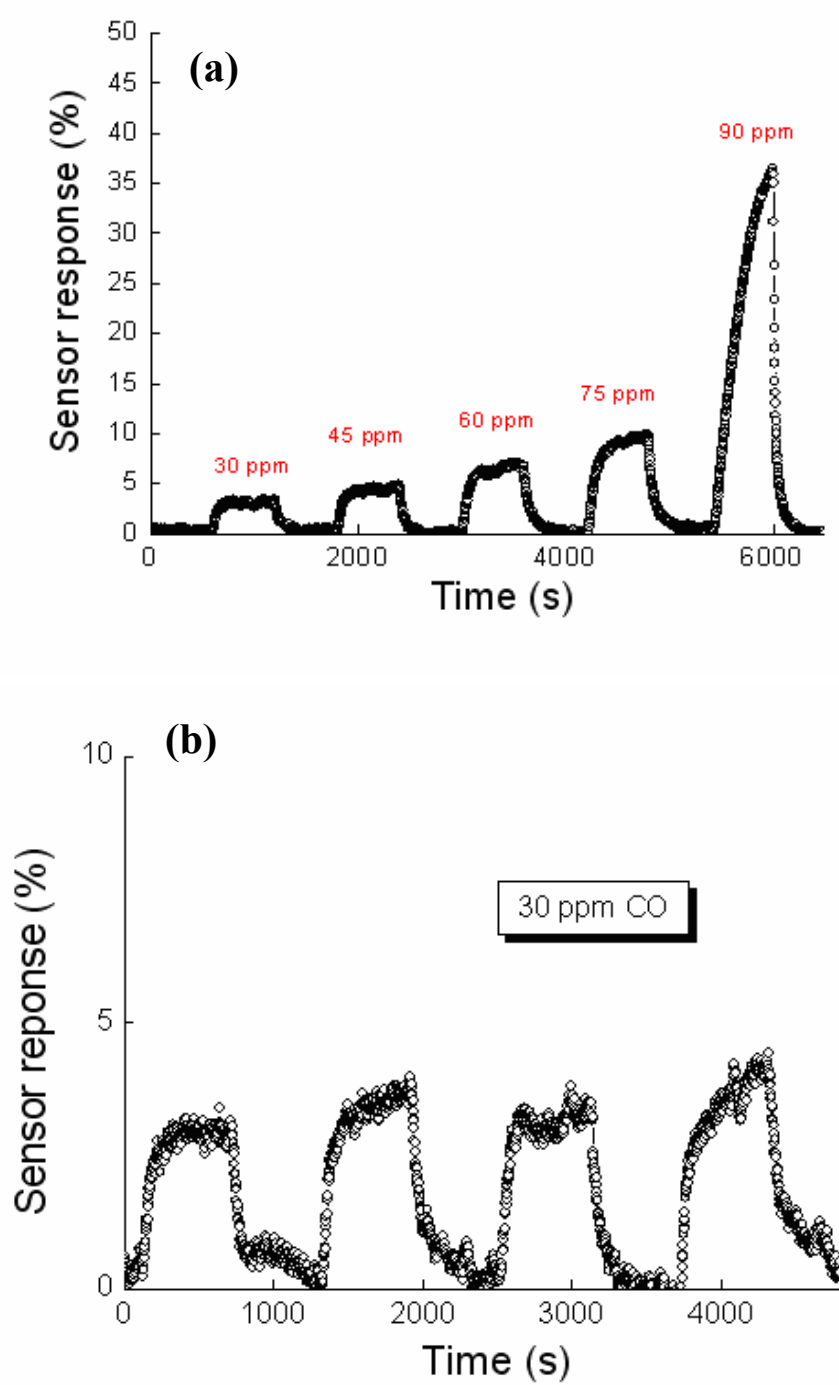 (a)
Sensor response (%)
50
45
40
35
30
25
20
15
10
5
0
30 ppm
45 ppm
60 ppm
75 ppm
90 ppm
0 2000 4000 6000
Time (s)
(b)
Sensor reponse (%)
10
5
0
30 ppm CO
0 1000 2000 3000 4000
Time (s)